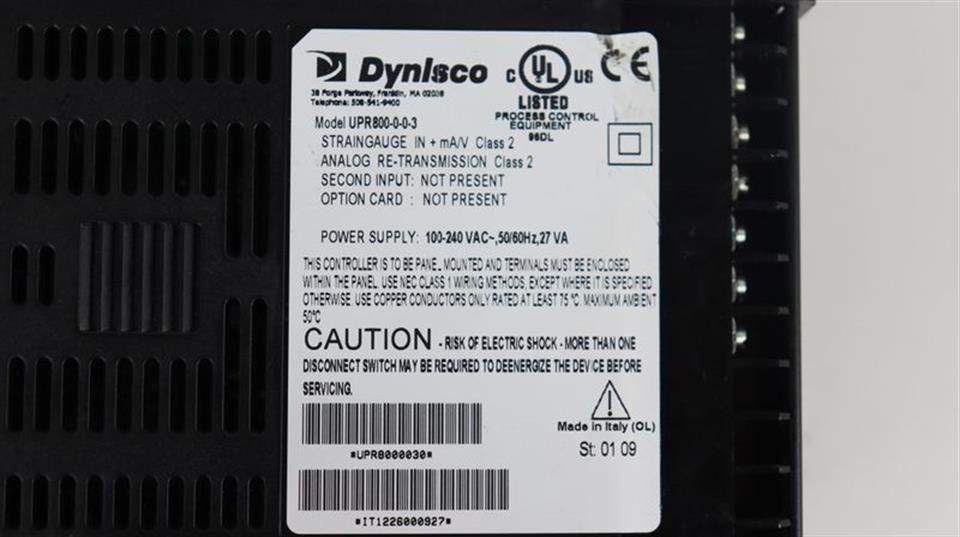 Dynisco
38 Forge Parkway, Franklin, MA 02038
Telephone: 508-541-9400
C UL US CE
LISTED
PROCESS CONTROL
EQUIPMENT
96DL
Model UPR800-0-0-3
STRAINGAUGE IN + mA/V Class 2
ANALOG RE-TRANSMISSION Class 2
SECOND INPUT: NOT PRESENT
OPTION CARD : NOT PRESENT
POWER SUPPLY: 100-240 VAC~,50/60Hz,27 VA
THIS CONTROLLER IS TO BE PANEL MOUNTED AND TERMINALS MUST BE ENCLOSED
WITHIN THE PANEL. USE NEC CLASS 1 WIRING METHODS, EXCEPT WHERE IT IS SPECIFIED
OTHERWISE. USE COPPER CONDUCTORS ONLY RATED AT LEAST 75 °C. MAXIMUM AMBIENT
50°C
CAUTION - RISK OF ELECTRIC SHOCK - MORE THAN ONE
DISCONNECT SWITCH MAY BE REQUIRED TO DEENERGIZE THE DEVICE BEFORE
SERVICING.
*UPR8000030*
Made in Italy (OL)
St: 01 09
*IT1226000927*